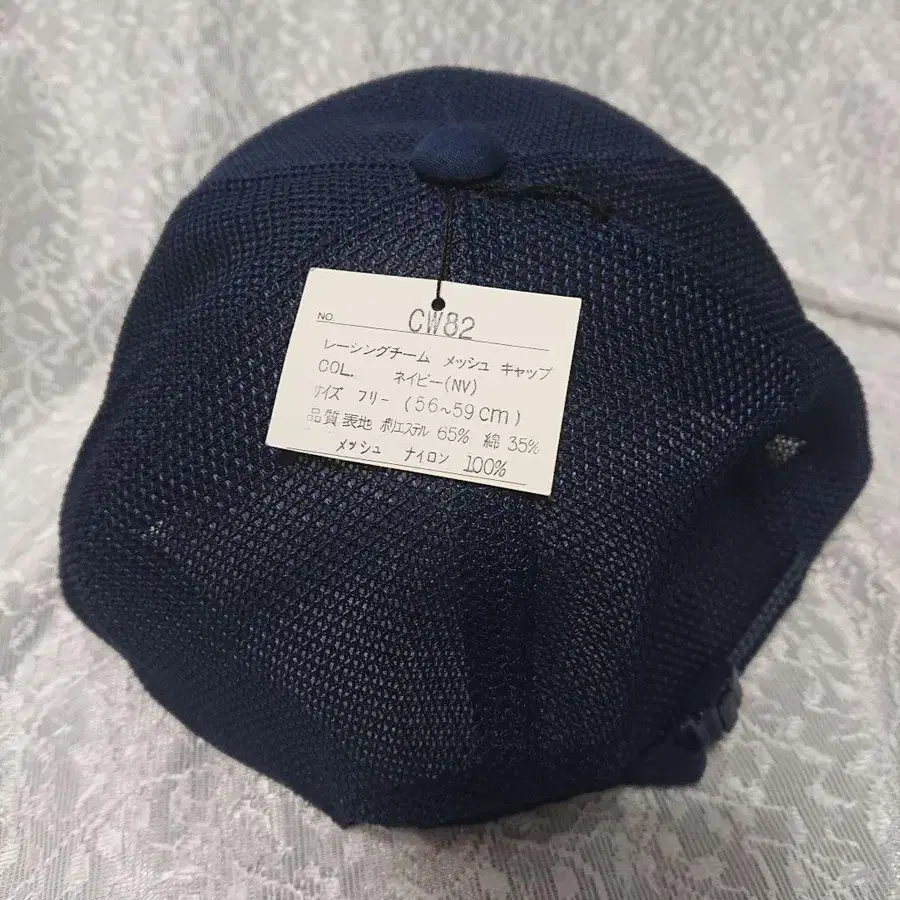 NO. CW82
レーシングチーム メッシュ キャップ
COL. ネイビー(NV)
サイズ フリー (56~59cm)
品質 表地 ポリエステル 65% 綿 35%
メッシュ ナイロン 100%